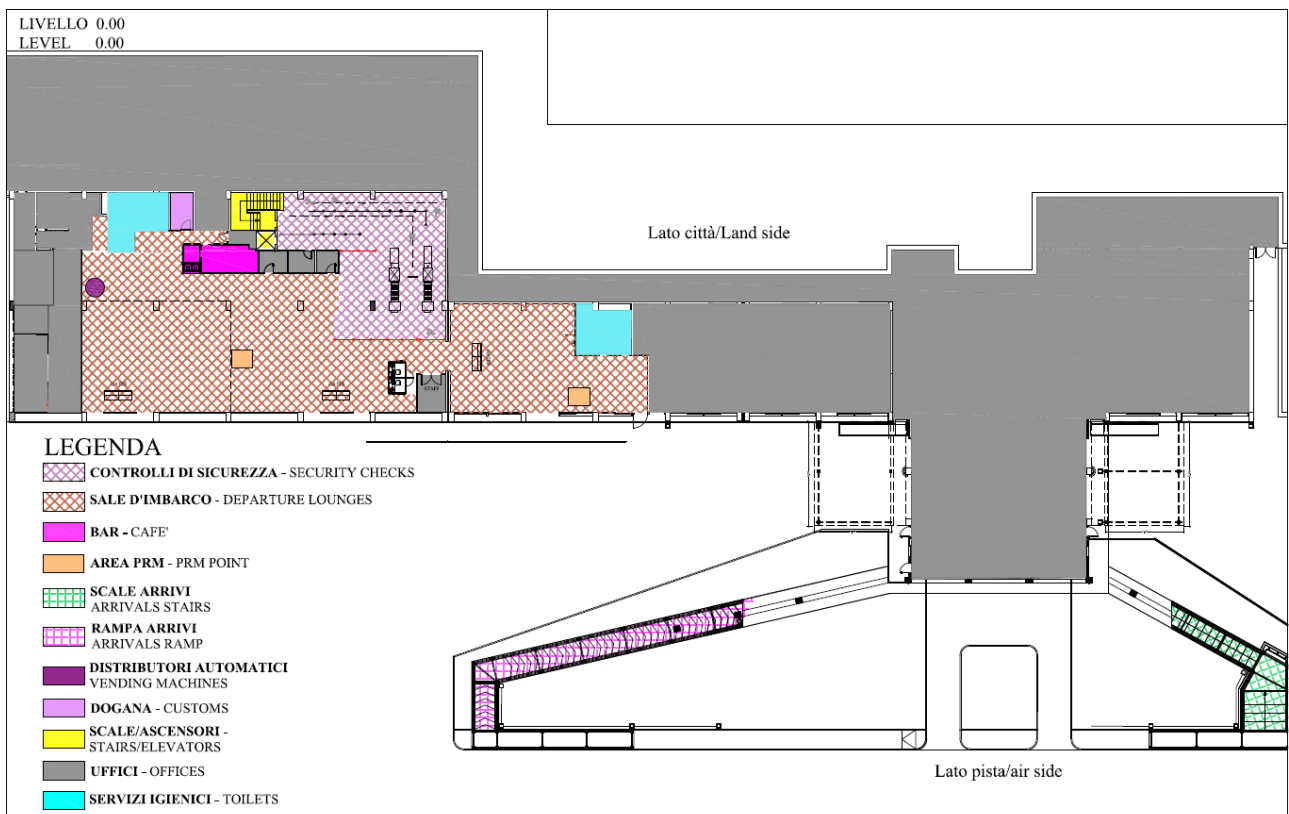 LIVELLO 0.00
LEVEL 0.00
Lato città/Land side
STAFF
LEGENDA
CONTROLLI DI SICUREZZA - SECURITY CHECKS
SALE D'IMBARCO - DEPARTURE LOUNGES
BAR - CAFE'
AREA PRM - PRM POINT
SCALE ARRIVI
ARRIVALS STAIRS
RAMPA ARRIVI
ARRIVALS RAMP
DISTRIBUTORI AUTOMATICI
VENDING MACHINES
DOGANA - CUSTOMS
SCALE/ASCENSORI -
STAIRS/ELEVATORS
UFFICI - OFFICES
SERVIZI IGIENICI - TOILETS
Lato pista/air side